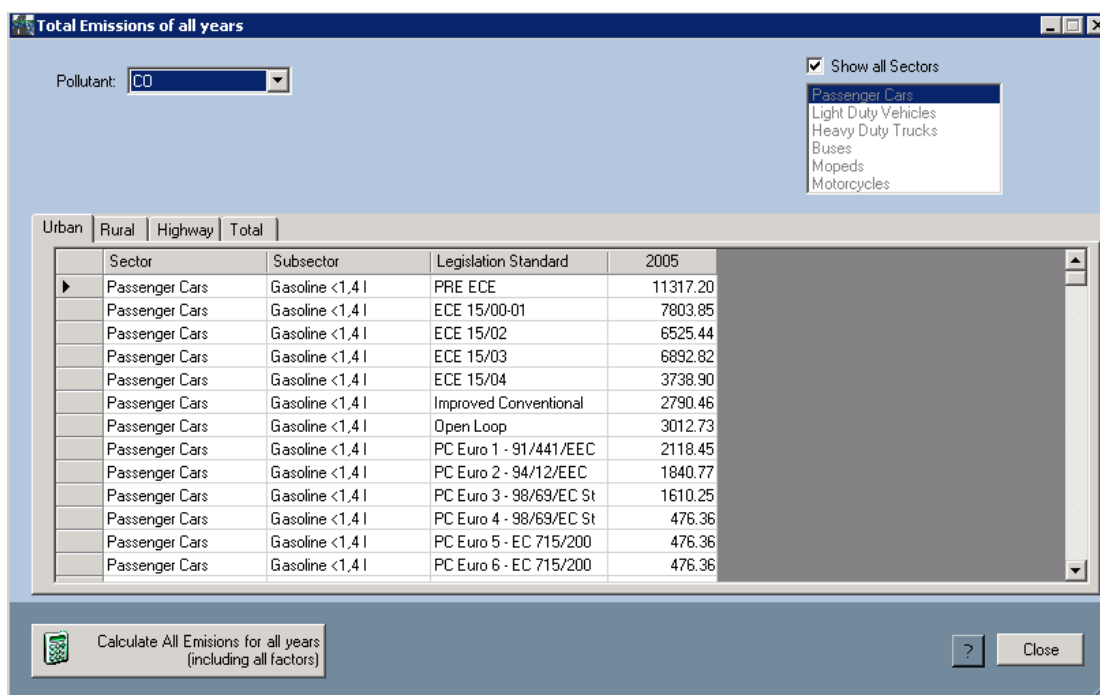 Total Emissions of all years
Pollutant: CO
Show all Sectors
Passenger Cars
Light Duty Vehicles
Heavy Duty Trucks
Buses
Mopeds
Motorcycles
Urban Rural Highway Total
Sector Subsector Legislation Standard 2005
Passenger Cars Gasoline <1,4 l PRE ECE 11317.20
Passenger Cars Gasoline <1,4 l ECE 15/00-01 7803.85
Passenger Cars Gasoline <1,4 l ECE 15/02 6525.44
Passenger Cars Gasoline <1,4 l ECE 15/03 6892.82
Passenger Cars Gasoline <1,4 l ECE 15/04 3738.90
Passenger Cars Gasoline <1,4 l Improved Conventional 2790.46
Passenger Cars Gasoline <1,4 l Open Loop 3012.73
Passenger Cars Gasoline <1,4 l PC Euro 1 - 91/441/EEC 2118.45
Passenger Cars Gasoline <1,4 l PC Euro 2 - 94/12/EEC 1840.77
Passenger Cars Gasoline <1,4 l PC Euro 3 - 98/69/EC St 1610.25
Passenger Cars Gasoline <1,4 l PC Euro 4 - 98/69/EC St 476.36
Passenger Cars Gasoline <1,4 l PC Euro 5 - EC 715/200 476.36
Passenger Cars Gasoline <1,4 l PC Euro 6 - EC 715/200 476.36
Calculate All Emisions for all years
(including all factors)
? Close